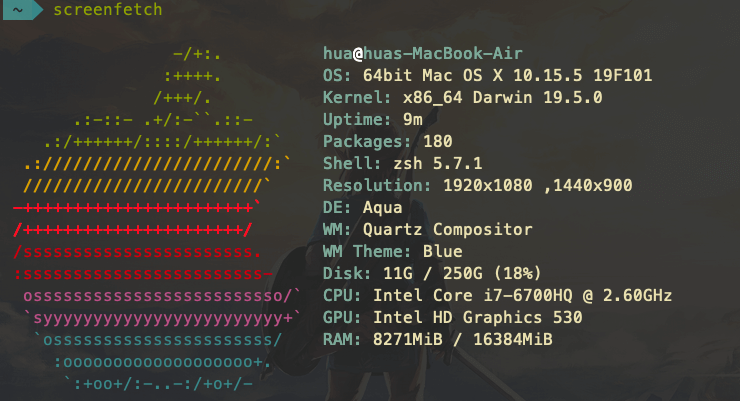 ~ screenfetch
-/+:. hua@huas-MacBook-Air
:++++. OS: 64bit Mac OS X 10.15.5 19F101
/+++/. Kernel: x86_64 Darwin 19.5.0
.:-::- .+/:-``.::- Uptime: 9m
.:/++++++/::::/++++++/:` Packages: 180
.:///////////////////////:` Shell: zsh 5.7.1
////////////////////////` Resolution: 1920x1080 ,1440x900
-+++++++++++++++++++++++` DE: Aqua
/++++++++++++++++++++++/ WM: Quartz Compositor
/sssssssssssssssssssssss. WM Theme: Blue
:ssssssssssssssssssssssss- Disk: 11G / 250G (18%)
osssssssssssssssssssssssso/` CPU: Intel Core i7-6700HQ @ 2.60GHz
`syyyyyyyyyyyyyyyyyyyyyyyy+` GPU: Intel HD Graphics 530
`ossssssssssssssssssssss/ RAM: 8271MiB / 16384MiB
:ooooooooooooooooooo+.
`:+oo+/:-..-:/+o+/-